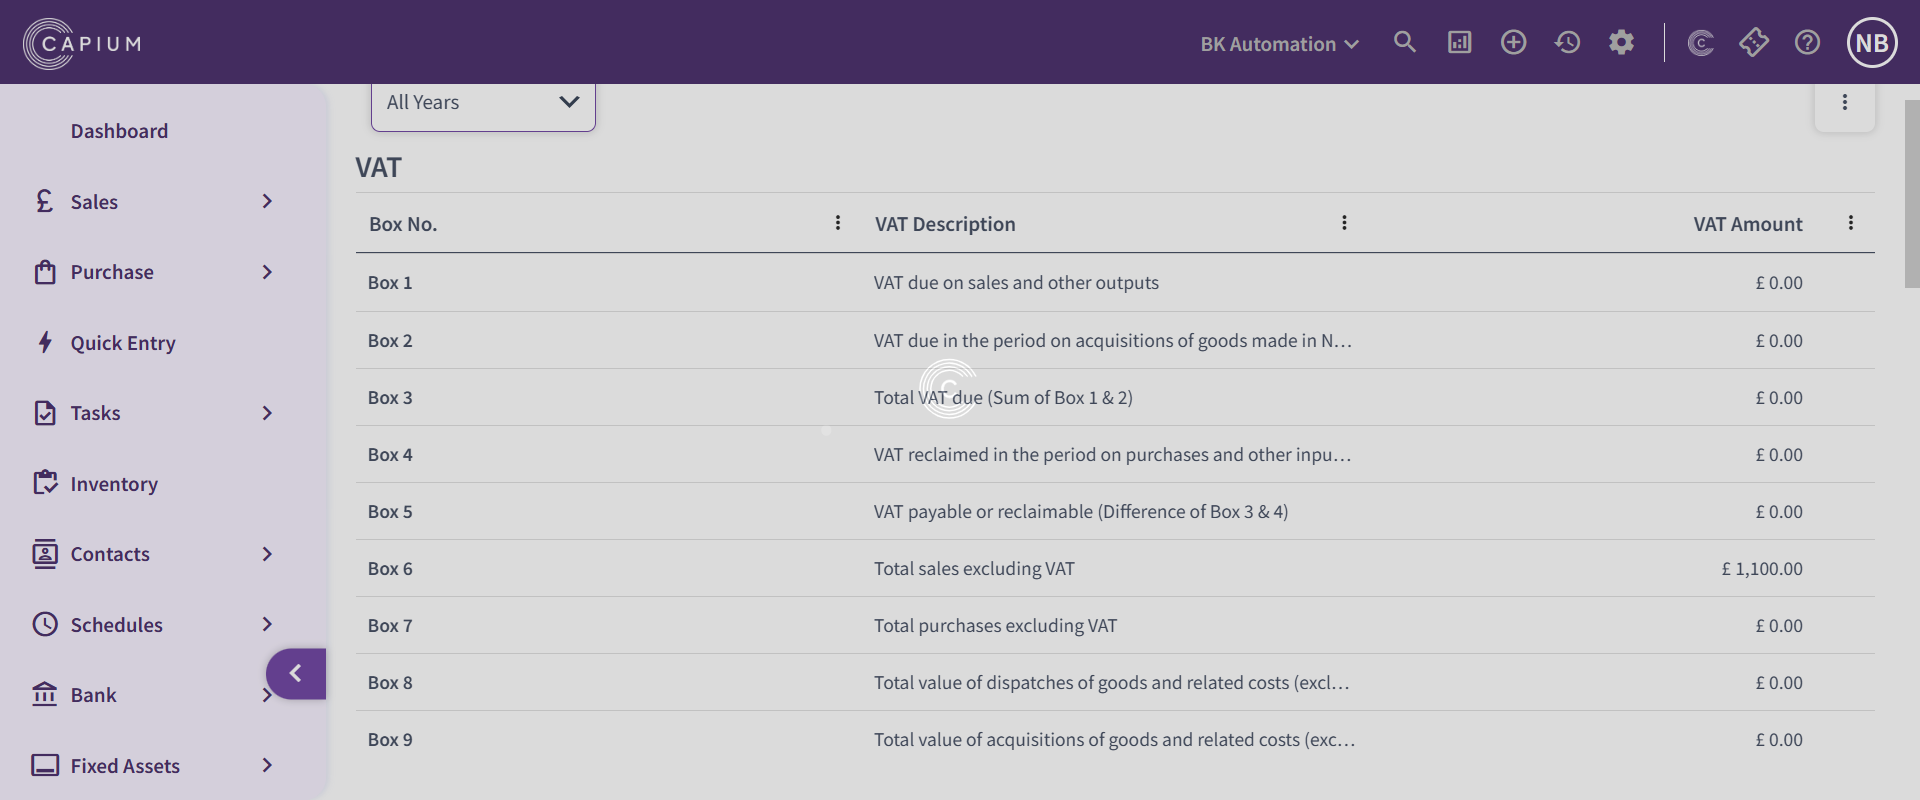 CAPIUM
BK Automation
NB
All Years
Dashboard
Sales
Purchase
Quick Entry
Tasks
Inventory
Contacts
Schedules
Bank
Fixed Assets
VAT
Box No. VAT Description VAT Amount
Box 1 VAT due on sales and other outputs £ 0.00
Box 2 VAT due in the period on acquisitions of goods made in N... £ 0.00
Box 3 Total VAT due (Sum of Box 1 & 2) £ 0.00
Box 4 VAT reclaimed in the period on purchases and other inpu... £ 0.00
Box 5 VAT payable or reclaimable (Difference of Box 3 & 4) £ 0.00
Box 6 Total sales excluding VAT £ 1,100.00
Box 7 Total purchases excluding VAT £ 0.00
Box 8 Total value of dispatches of goods and related costs (excl... £ 0.00
Box 9 Total value of acquisitions of goods and related costs (exc... £ 0.00